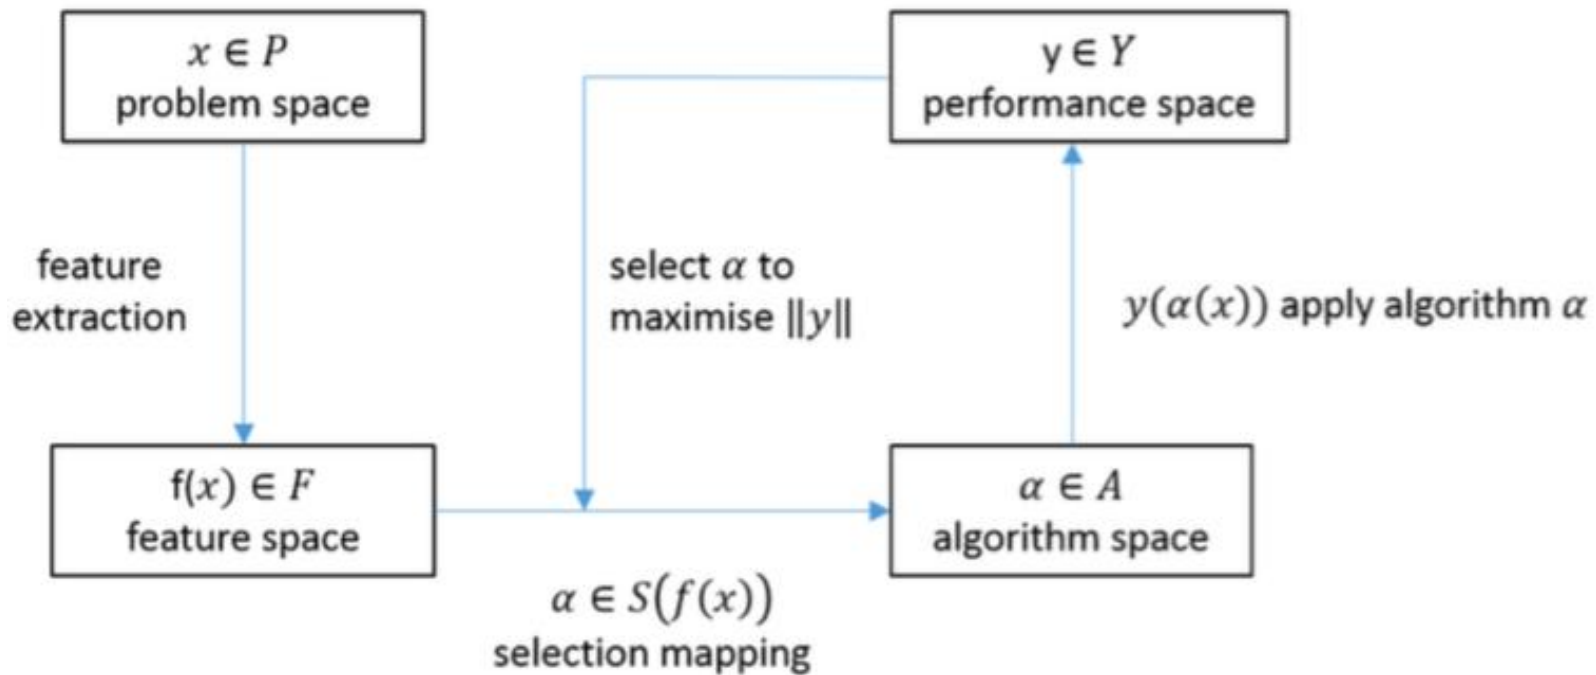 x ∈ P
problem space
y ∈ Y
performance space
feature
extraction
select α to
maximise ‖y‖
y(α(x)) apply algorithm α
f(x) ∈ F
feature space
α ∈ A
algorithm space
α ∈ S(f(x))
selection mapping